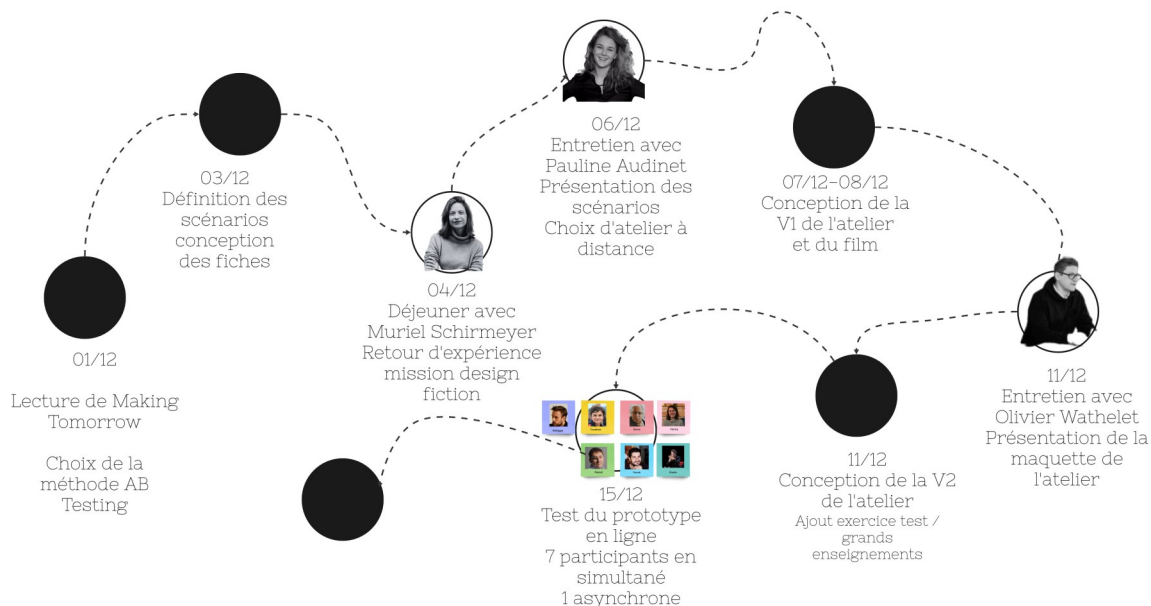 01/12
Lecture de Making
Tomorrow
Choix de la
méthode AB
Testing
03/12
Définition des
scénarios
conception
des fiches
04/12
Déjeuner avec
Muriel Schirmeyer
Retour d'expérience
mission design
fiction
06/12
Entretien avec
Pauline Audinet
Présentation des
scénarios
Choix d'atelier à
distance
07/12-08/12
Conception de la
V1 de l'atelier
et du film
11/12
Entretien avec
Olivier Wathelet
Présentation de la
maquette de
l'atelier
11/12
Conception de la V2
de l'atelier
Ajout exercice test /
grands
enseignements
15/12
Test du prototype
en ligne
7 participants en
simultané
1 asynchrone